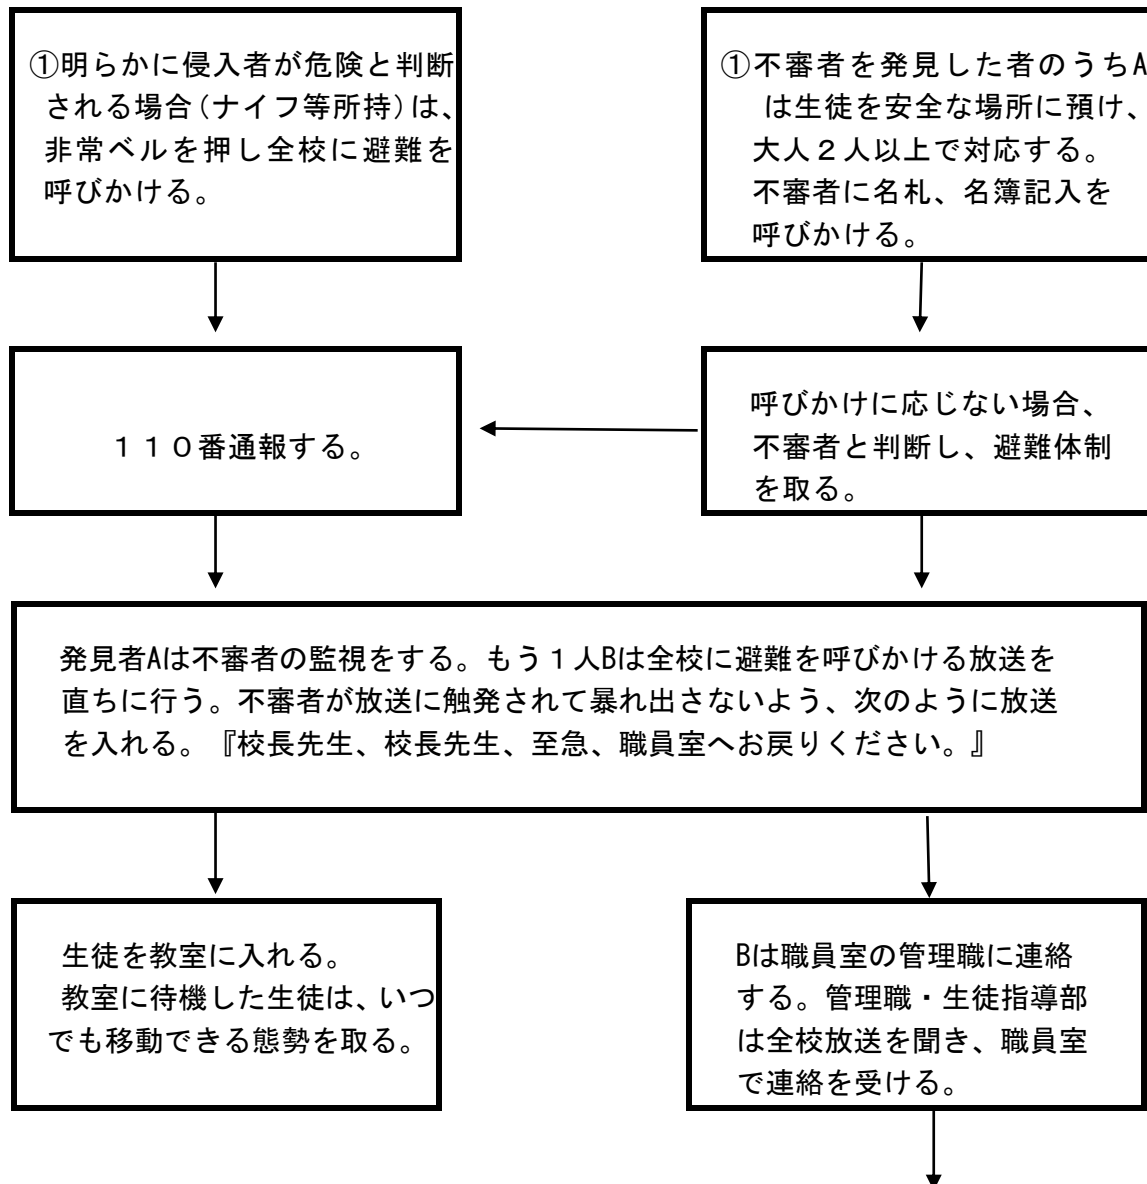 ①明らかに侵入者が危険と判断
される場合(ナイフ等所持)は、
非常ベルを押し全校に避難を
呼びかける。
①不審者を発見した者のうちA
は生徒を安全な場所に預け、
大人２人以上で対応する。
不審者に名札、名簿記入を
呼びかける。
１１０番通報する。
呼びかけに応じない場合、
不審者と判断し、避難体制
を取る。
発見者Aは不審者の監視をする。もう１人Bは全校に避難を呼びかける放送を
直ちに行う。不審者が放送に触発されて暴れ出さないよう、次のように放送
を入れる。『校長先生、校長先生、至急、職員室へお戻りください。』
生徒を教室に入れる。
教室に待機した生徒は、いつ
でも移動できる態勢を取る。
Bは職員室の管理職に連絡
する。管理職・生徒指導部
は全校放送を聞き、職員室
で連絡を受ける。